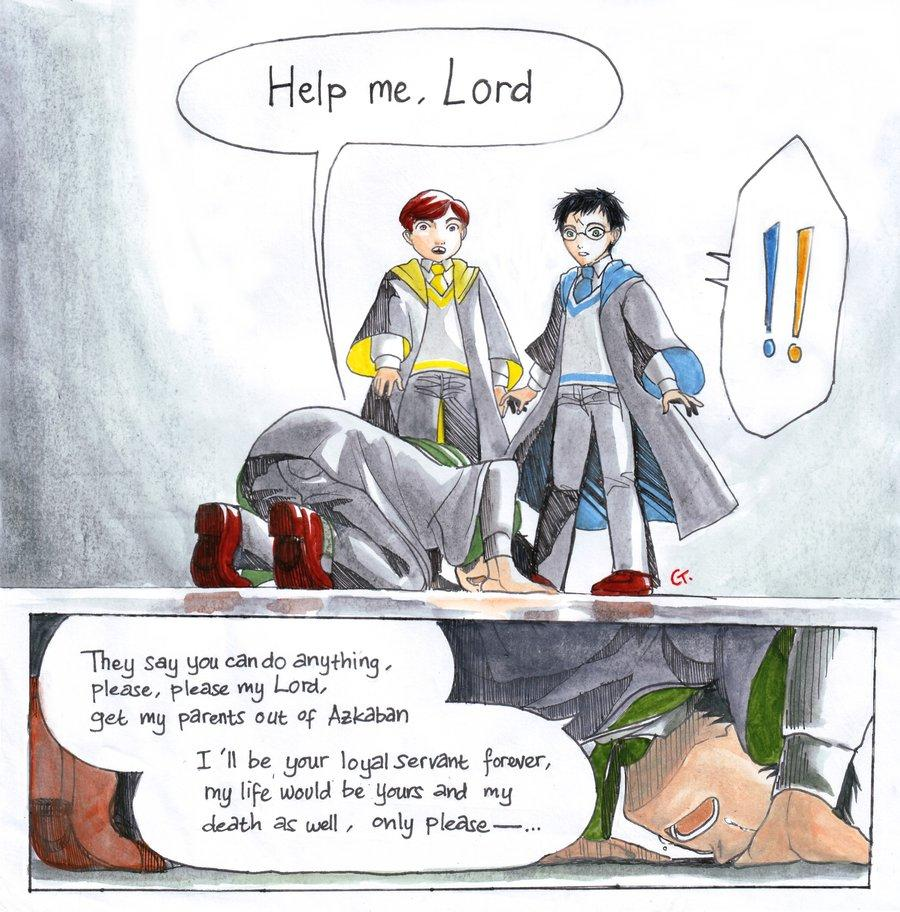 Help me, Lord
!!
GT.
They say you can do anything,
please, please my Lord,
get my parents out of Azkaban
I'll be your loyal servant forever,
my life would be yours and my
death as well, only please—...